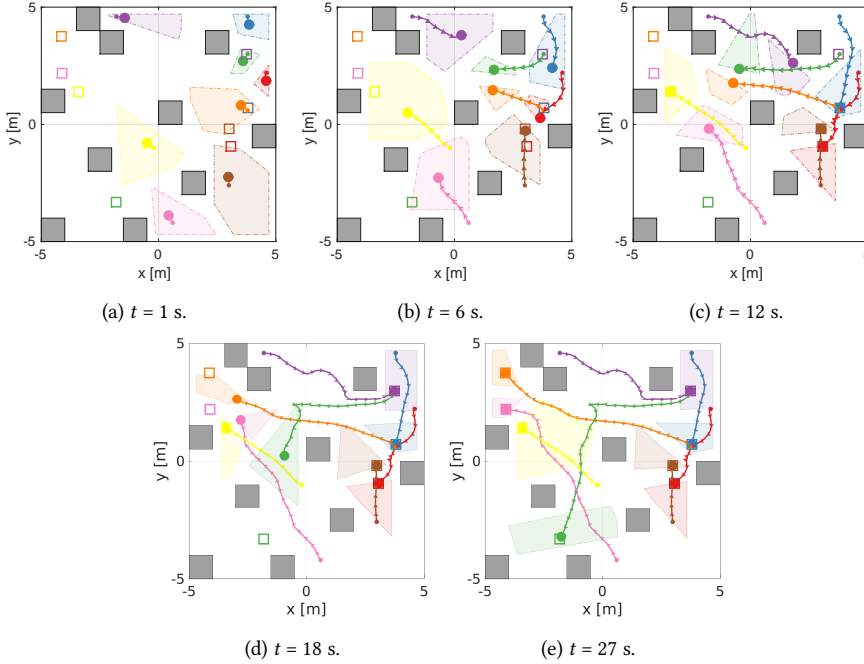 5
5
5
y [m]
y [m]
y [m]
0
0
0
-5
-5
-5
-5 0 5
-5 0 5
-5 0 5
x [m]
x [m]
x [m]
(a) t = 1 s.
(b) t = 6 s.
(c) t = 12 s.
5
5
y [m]
y [m]
0
0
-5
-5
-5 0 5
-5 0 5
x [m]
x [m]
(d) t = 18 s.
(e) t = 27 s.